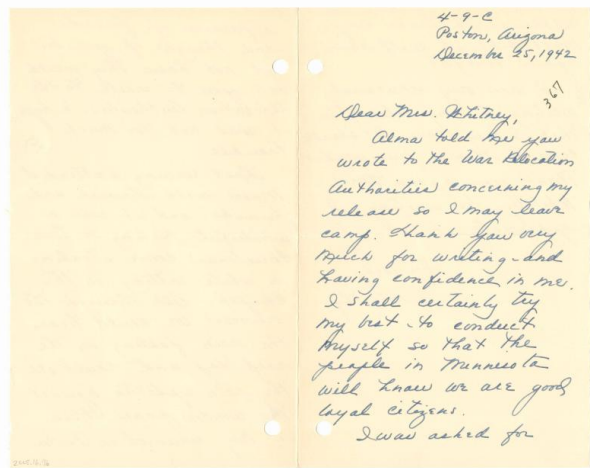 4-9-C
Poston, Arizona
December 25, 1942
367
Dear Mrs. Whitney,
Alma told me you
wrote to the War Relocation
Authorities concerning my
release so I may leave
camp. Thank you very
much for writing - and
having confidence in me.
I shall certainly try
my best - to conduct
myself so that the
people in Minnesota
will know we are good
loyal citizens.
I was asked for